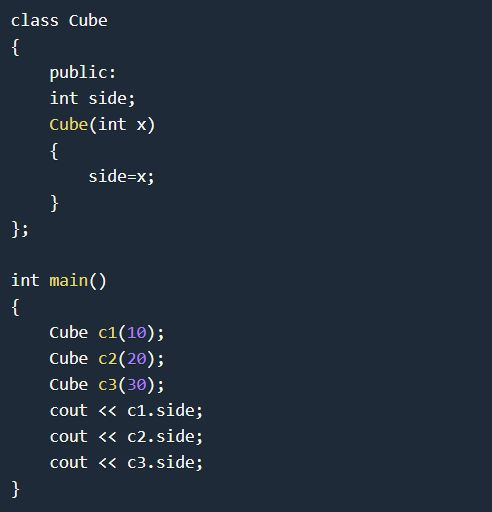 class Cube
{
    public:
    int side;
    Cube(int x)
    {
        side=x;
    }
};

int main()
{
    Cube c1(10);
    Cube c2(20);
    Cube c3(30);
    cout << c1.side;
    cout << c2.side;
    cout << c3.side;
}